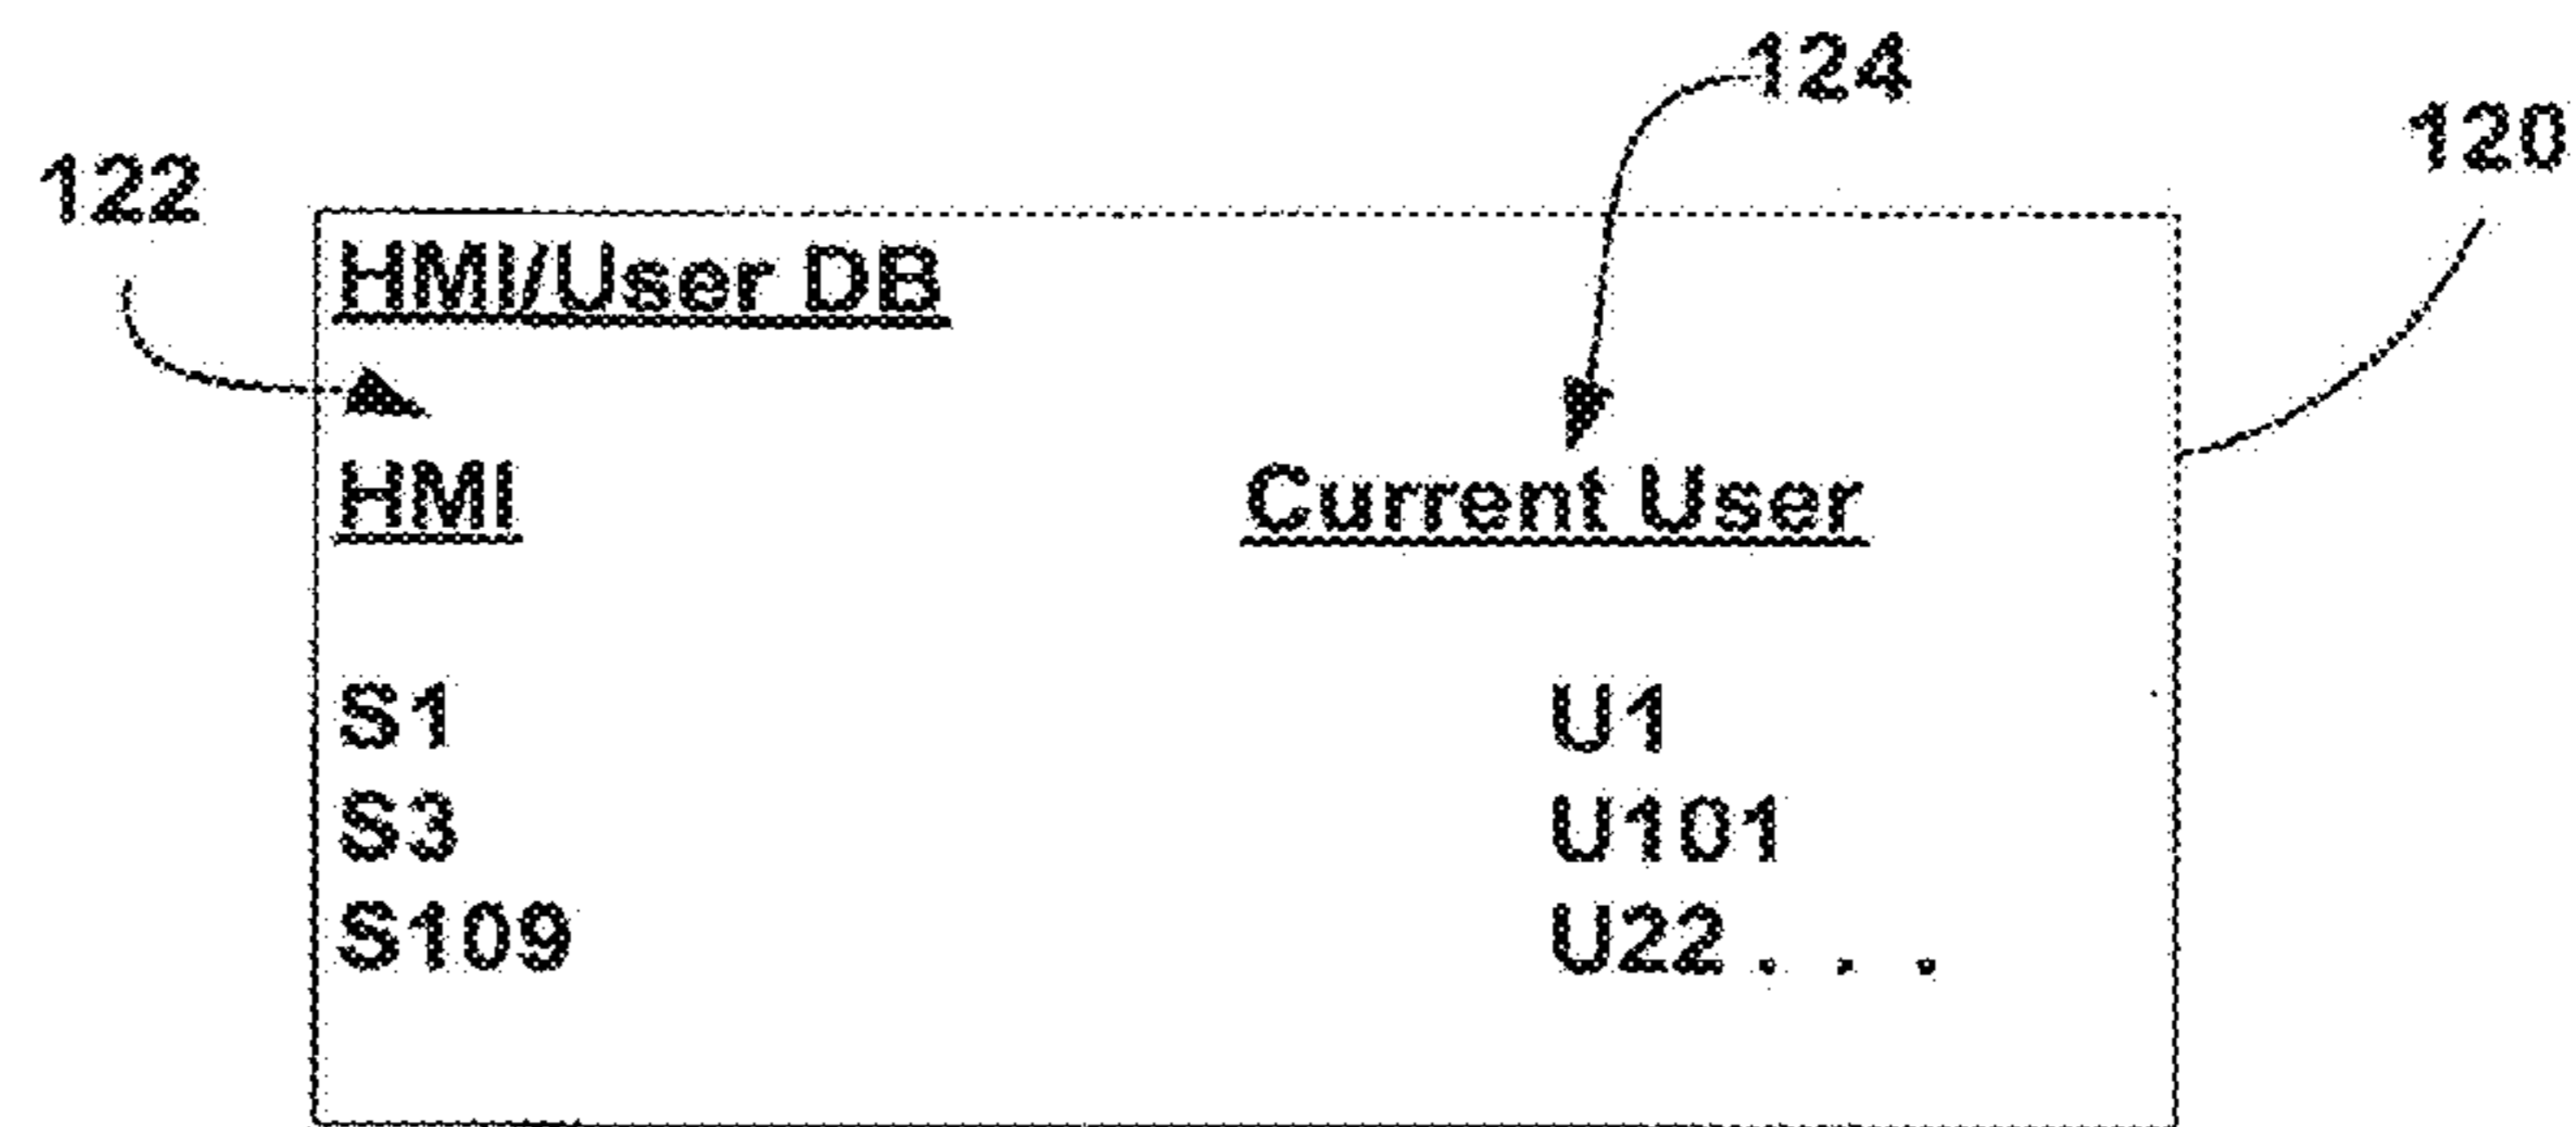 124
120
122
HMI/User DB
HMI Current User
S1 U1
S3 U101
S109 U22 . . .